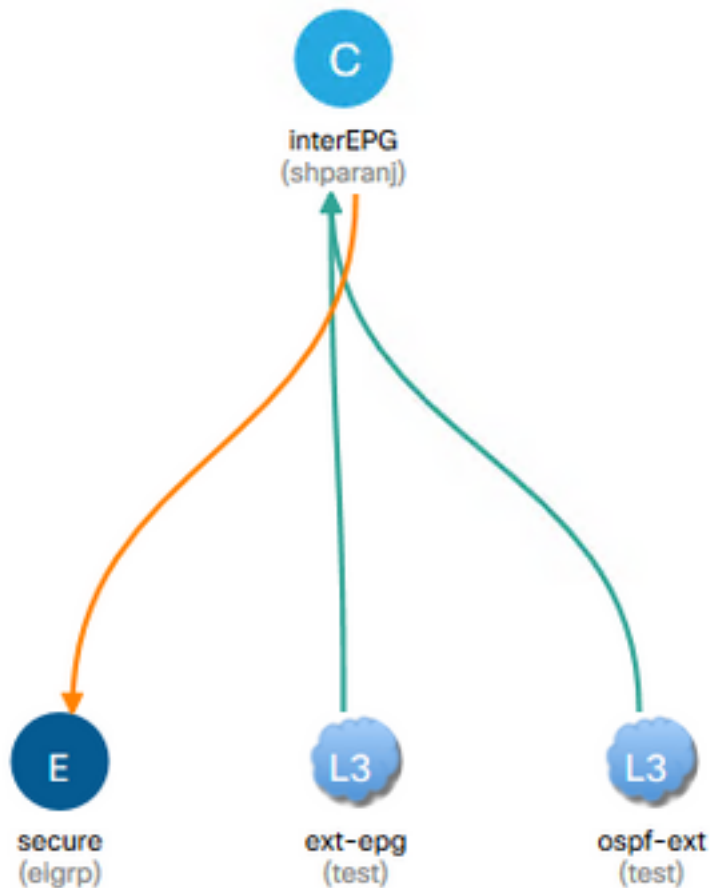 C
interEPG
(shparanj)
E
L3
L3
secure
ext-epg
ospf-ext
(eigrp)
(test)
(test)